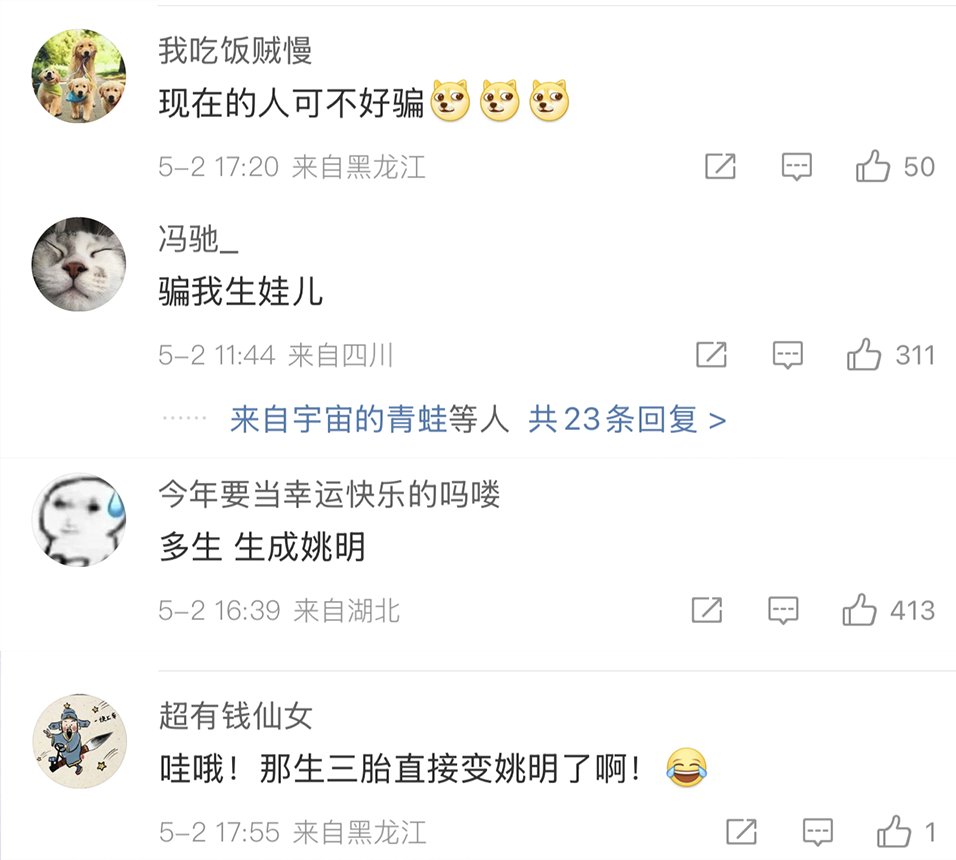 我吃饭贼慢
现在的人可不好骗
5-2 17:20 来自黑龙江 50
冯驰_
骗我生娃儿
5-2 11:44 来自四川 311
······ 来自宇宙的青蛙等人 共23条回复 >
今年要当幸运快乐的吗喽
多生 生成姚明
5-2 16:39 来自湖北 413
超有钱仙女
哇哦！那生三胎直接变姚明了啊！
5-2 17:55 来自黑龙江 1